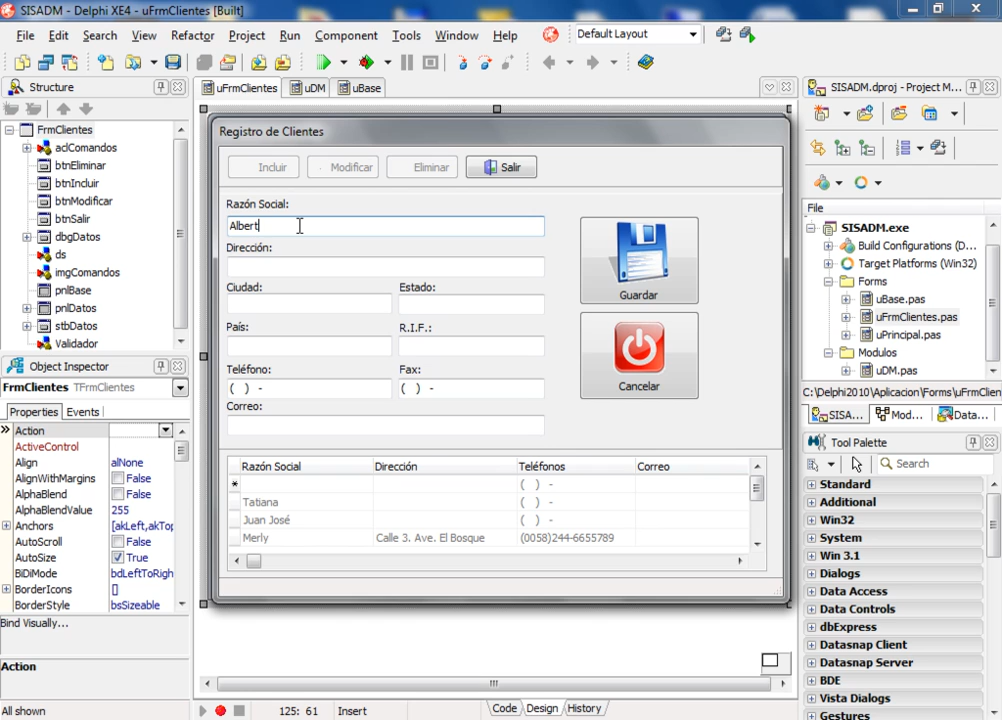 SISADM - Delphi XE4 - uFrmClientes [Built]
File Edit Search View Refactor Project Run Component Tools Window Help
Default Layout
Structure
FrmClientes
aclComandos
btnEliminar
btnIncluir
btnModificar
btnSalir
dbgDatos
ds
imgComandos
pnlBase
pnlDatos
stbDatos
Validador
Object Inspector
FrmClientes TFrmClientes
Properties Events
Action
ActiveControl
Align alNone
AlignWithMargins False
AlphaBlend False
AlphaBlendValue 255
Anchors [akLeft,akTop
AutoScroll False
AutoSize True
BiDiMode bdLeftToRigh
BorderIcons []
BorderStyle bsSizeable
Bind Visually...
Action
All shown
uFrmClientes uDM uBase
Registro de Clientes
Incluir Modificar Eliminar Salir
Razón Social:
Albert
Dirección:
Ciudad: Estado:
País: R.I.F.:
Teléfono: Fax:
( ) - ( ) -
Correo:
Guardar
Cancelar
Razón Social Dirección Teléfonos Correo
* ( ) -
Tatiana ( ) -
Juan José ( ) -
Merly Calle 3. Ave. El Bosque (0058)244-6655789
125: 61 Insert Code Design History
SISADM.dproj - Project M...
File
SISADM.exe
Build Configurations (D...
Target Platforms (Win32)
Forms
uBase.pas
uFrmClientes.pas
uPrincipal.pas
Modulos
uDM.pas
C:\Delphi2010\Aplicacion\Forms\uFrmClien
SISA... Mod... Data...
Tool Palette
Search
Standard
Additional
Win32
System
Win 3.1
Dialogs
Data Access
Data Controls
dbExpress
Datasnap Client
Datasnap Server
BDE
Vista Dialogs
Gestures